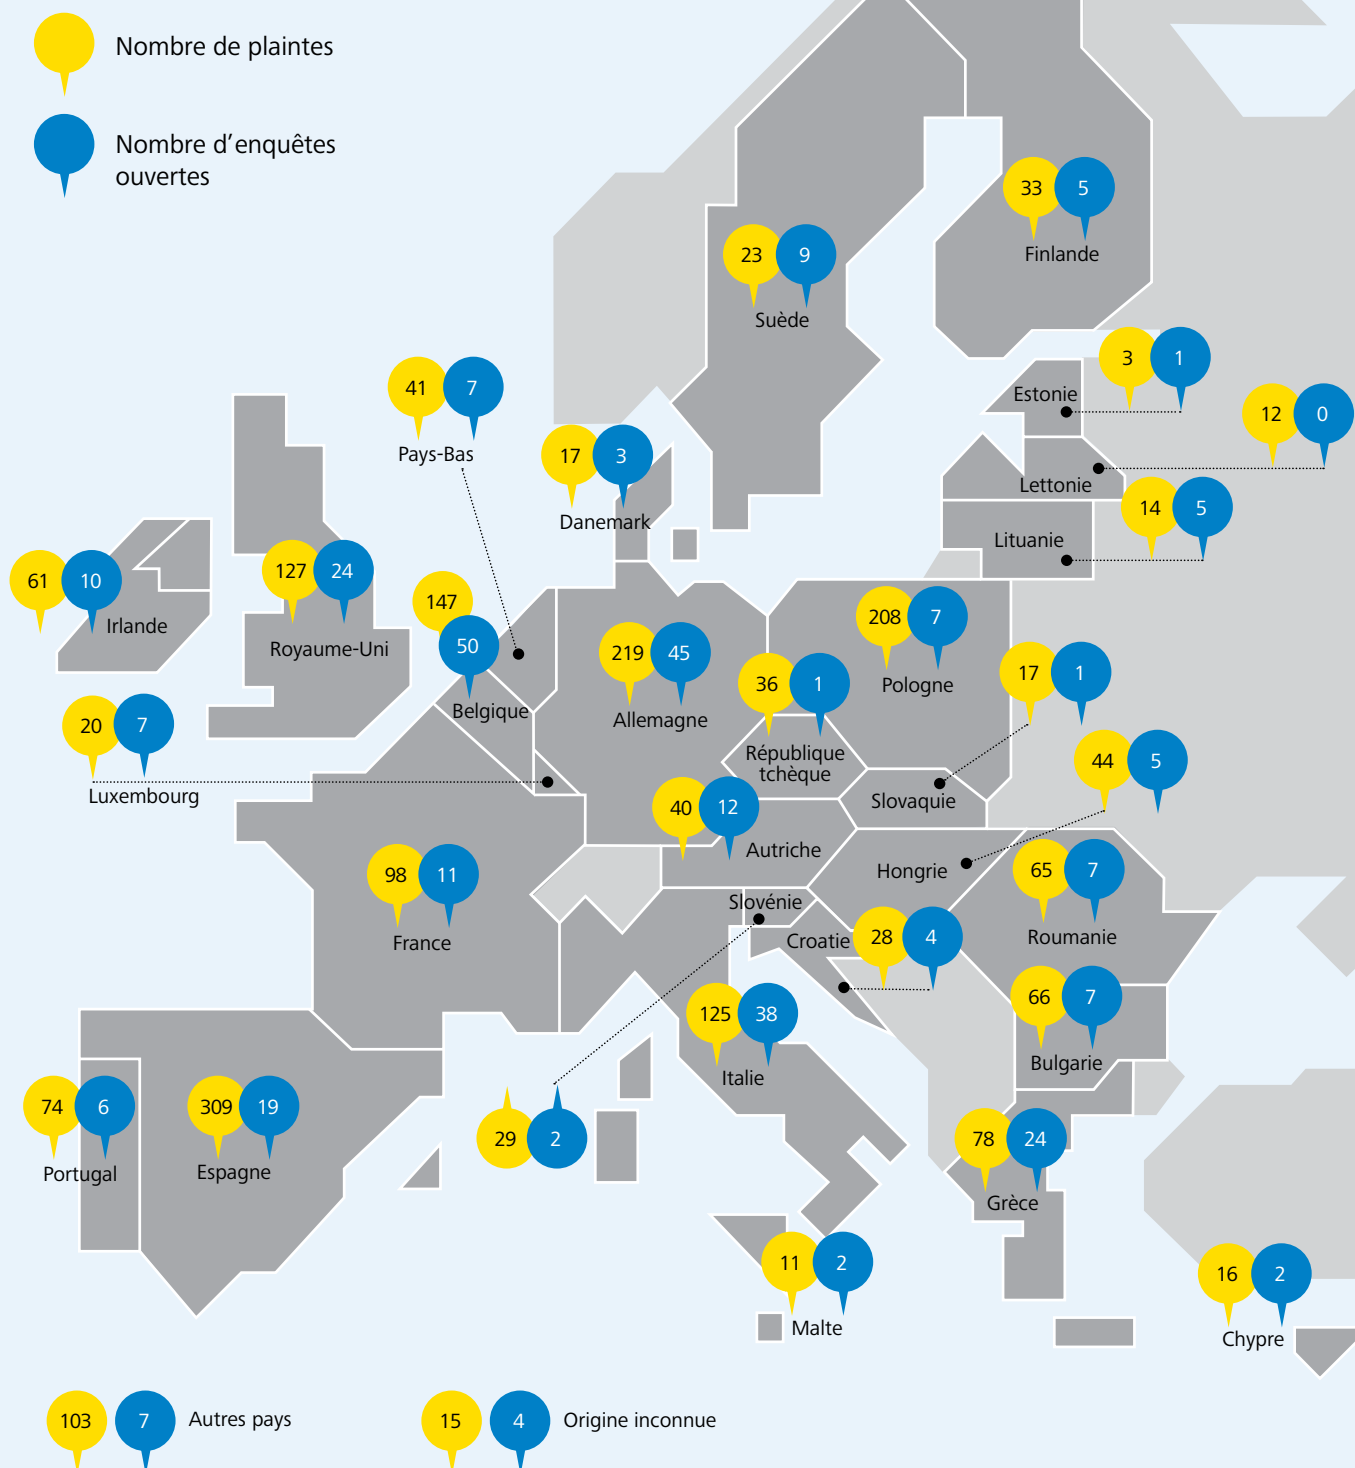 Nombre de plaintes
Nombre d'enquêtes
ouvertes
33 5
Finlande
23 9
Suède
3 1
Estonie
41 7
Pays-Bas
12 0
Lettonie
17 3
Danemark
14 5
Lituanie
61 10
Irlande
127 24
Royaume-Uni
147
50
Belgique
219 45
Allemagne
208 7
Pologne
36 1
République
tchèque
17 1
Slovaquie
20 7
Luxembourg
44 5
Hongrie
40 12
Autriche
98 11
France
65 7
Roumanie
Slovénie
Croatie
28 4
66 7
Bulgarie
125 38
Italie
74 6
Portugal
309 19
Espagne
29 2
78 24
Grèce
11 2
Malte
16 2
Chypre
103 7 Autres pays
15 4 Origine inconnue